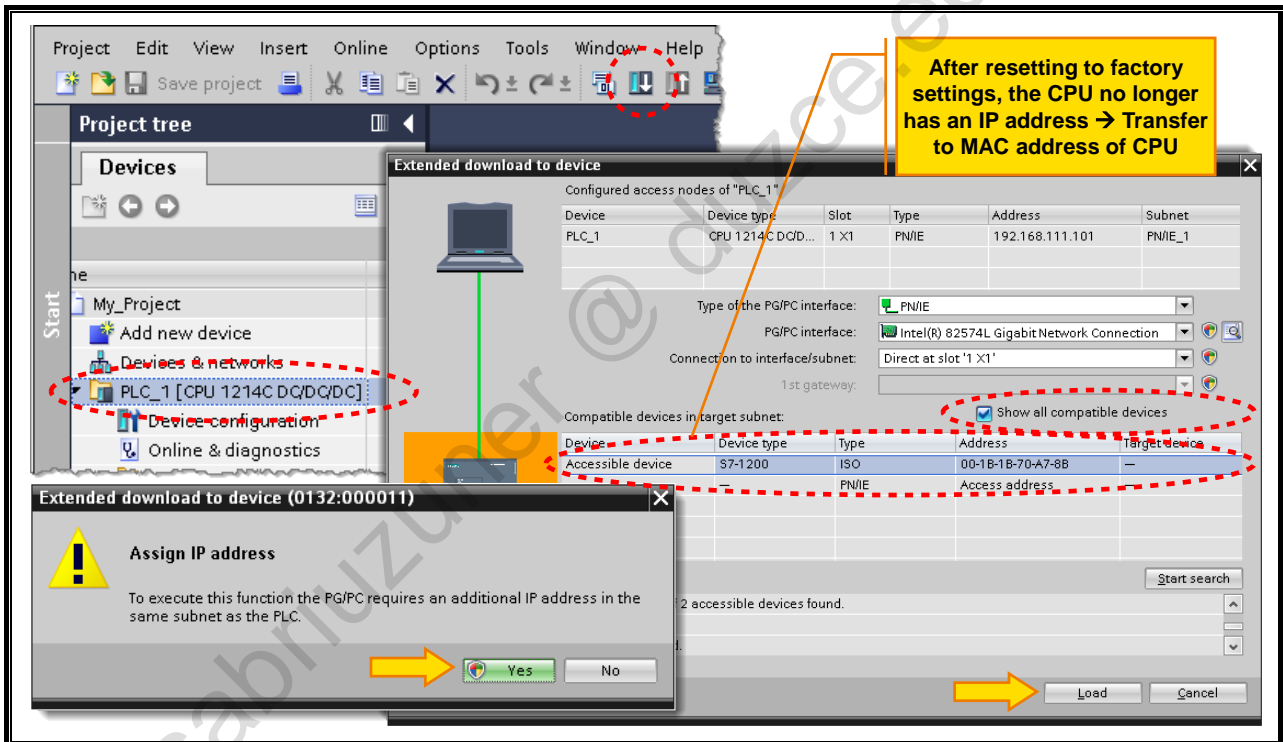 Project Edit View Insert Online Options Tools Window Help
Save project
Project tree
Devices
Start
me
My_Project
Add new device
Devices & networks
PLC_1 [CPU 1214C DC/DC/DC]
Device configuration
Online & diagnostics
After resetting to factory
settings, the CPU no longer
has an IP address → Transfer
to MAC address of CPU
Extended download to device
Configured access nodes of "PLC_1"
Device Device type Slot Type Address Subnet
PLC_1 CPU 1214C DC/D... 1 X1 PN/IE 192.168.111.101 PN/IE_1
Type of the PG/PC interface: PN/IE
PG/PC interface: Intel(R) 82574L Gigabit Network Connection
Connection to interface/subnet: Direct at slot '1 X1'
1st gateway:
Compatible devices in target subnet: Show all compatible devices
Device Device type Type Address Target device
Accessible device S7-1200 ISO 00-1B-1B-70-A7-8B —
— PN/IE Access address —
Start search
2 accessible devices found.
Load Cancel
Extended download to device (0132:000011)
Assign IP address
To execute this function the PG/PC requires an additional IP address in the
same subnet as the PLC.
Yes No
sabriuzuner @ duzce.e